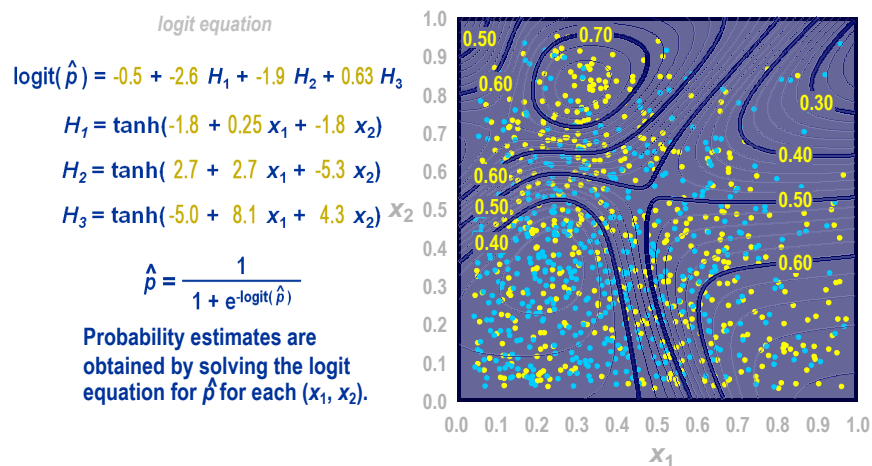 logit equation
logit(p̂) = -0.5 + -2.6 H₁ + -1.9 H₂ + 0.63 H₃
H₁ = tanh(-1.8 + 0.25 x₁ + -1.8 x₂)
H₂ = tanh( 2.7 + 2.7 x₁ + -5.3 x₂)
H₃ = tanh( -5.0 + 8.1 x₁ + 4.3 x₂)
p̂ = 1
1 + e^-logit(p̂)
Probability estimates are
obtained by solving the logit
equation for p̂ for each (x₁, x₂).
1.0
0.9
0.8
0.7
0.6
0.5
0.4
0.3
0.2
0.1
0.0
x₂
0.50
0.70
0.60
0.30
0.40
0.60
0.50
0.50
0.40
0.60
0.0 0.1 0.2 0.3 0.4 0.5 0.6 0.7 0.8 0.9 1.0
x₁